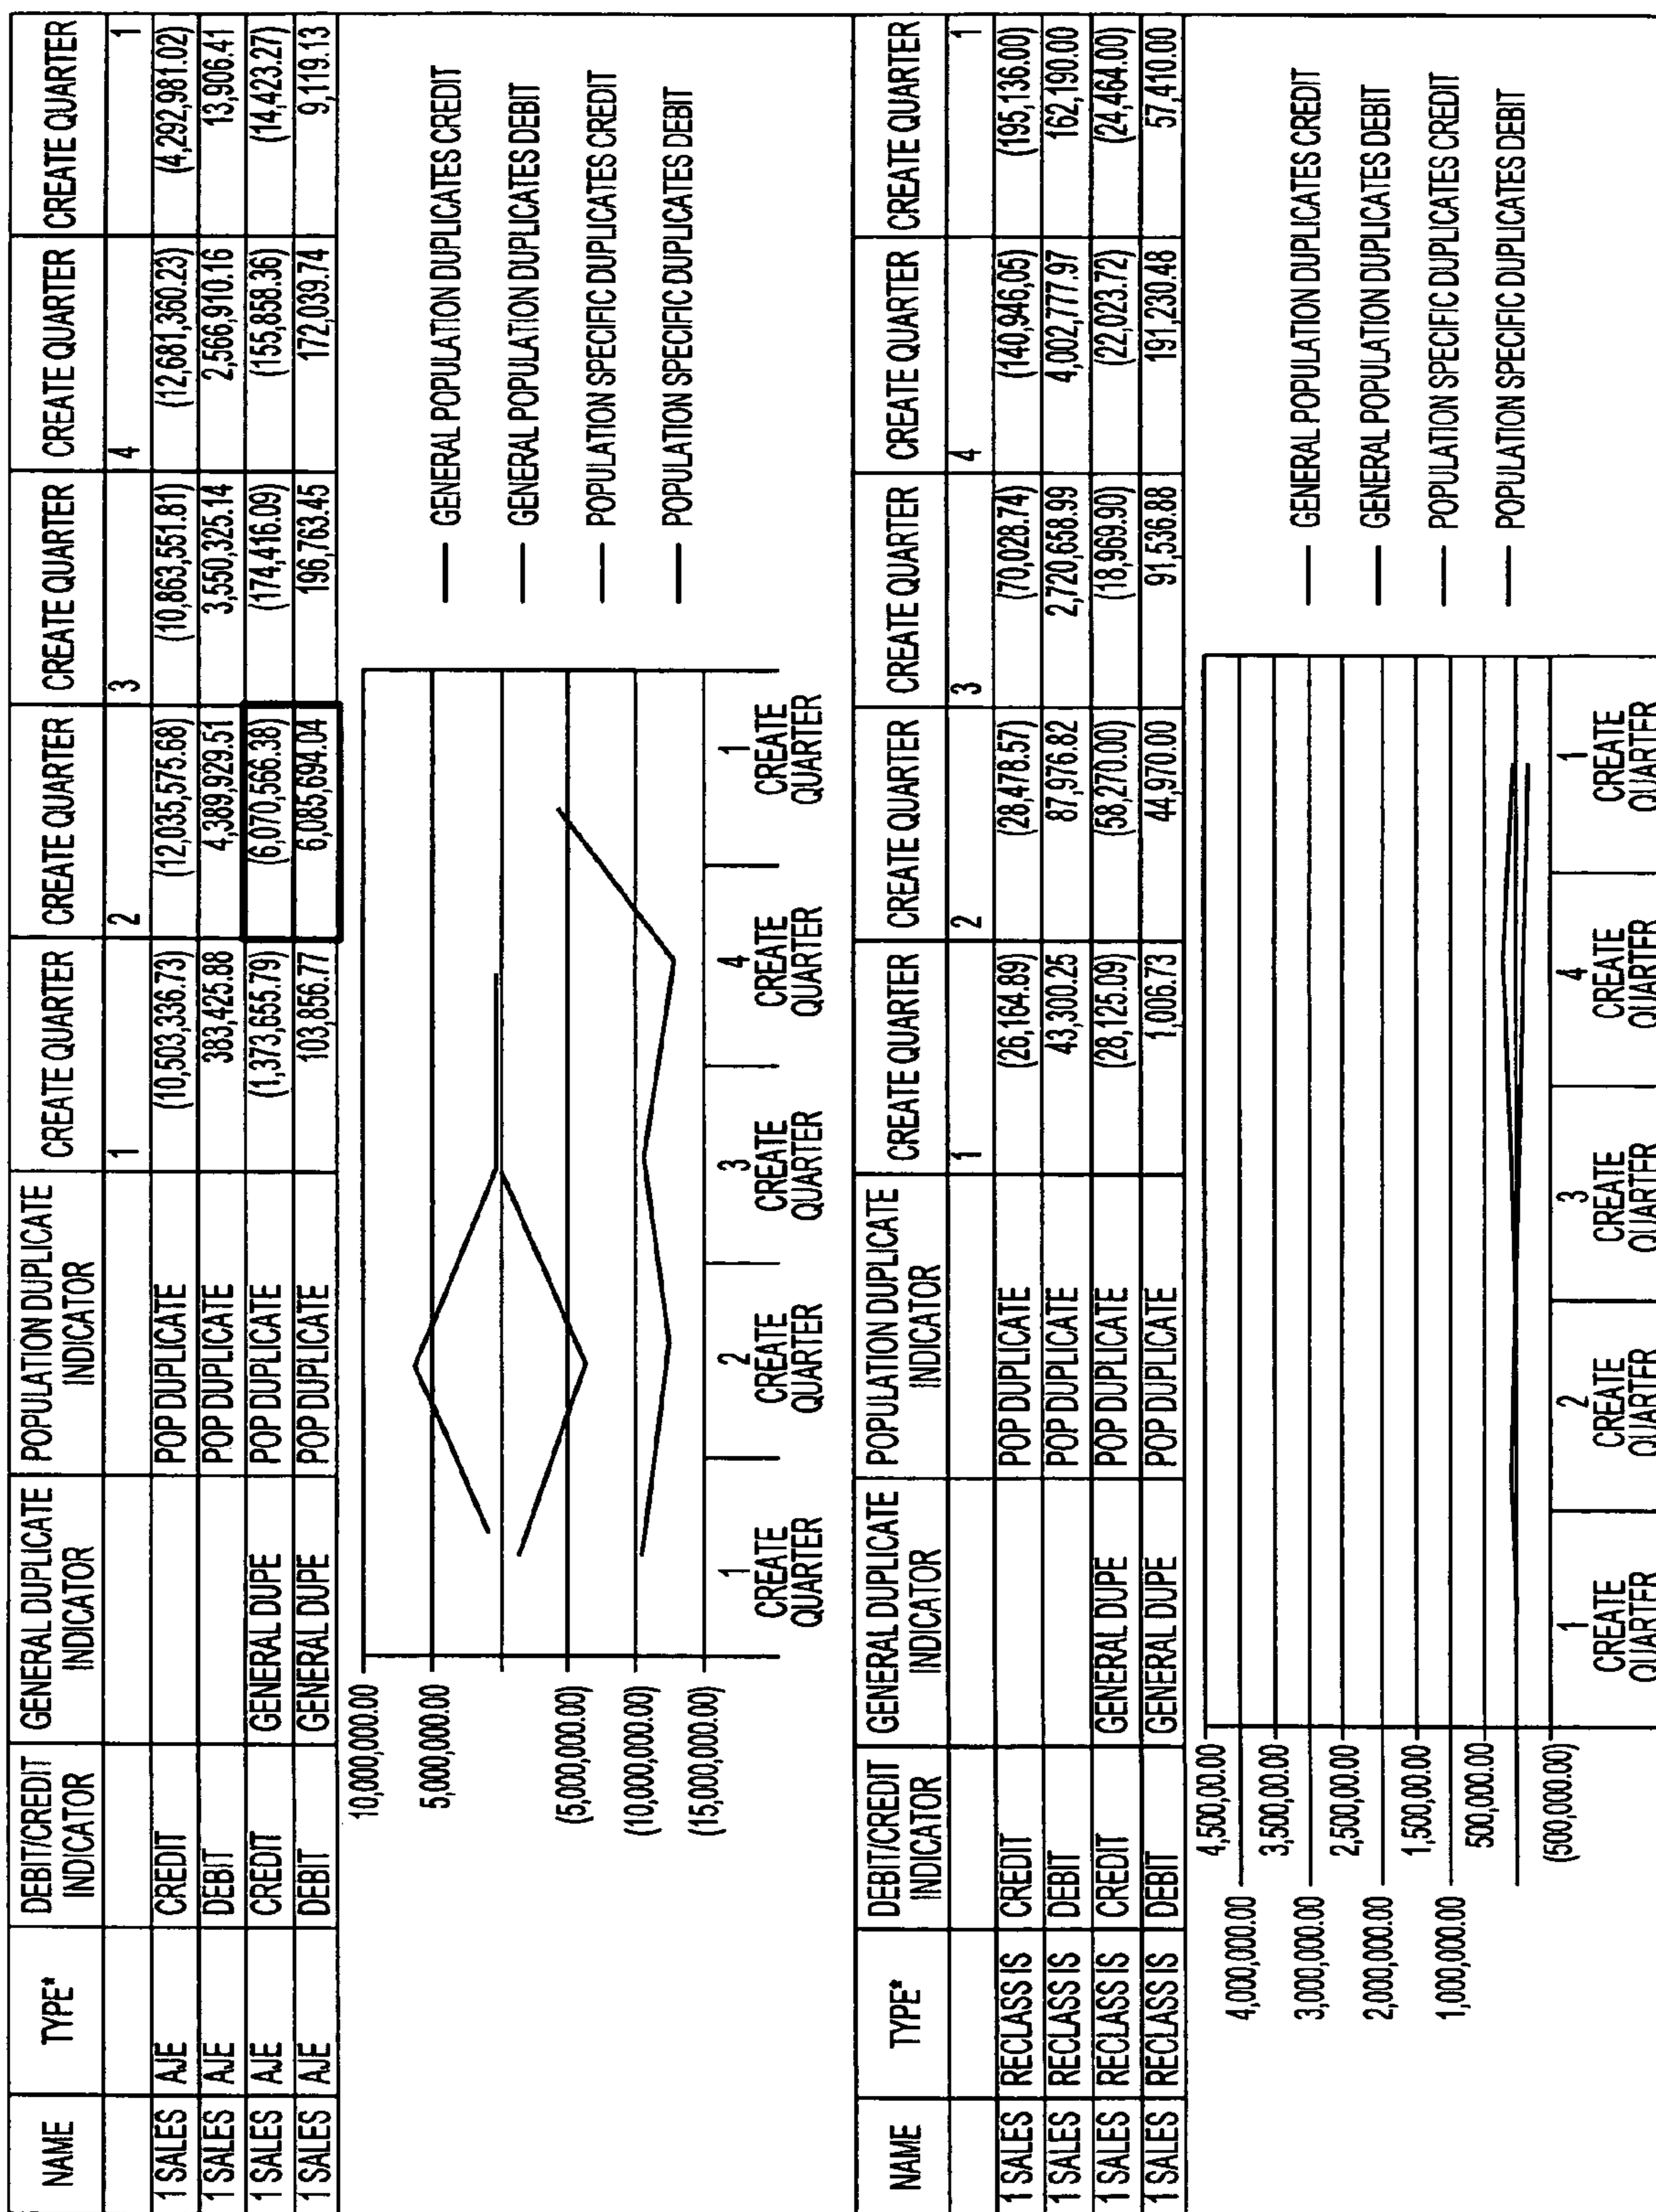 NAME TYPE* DEBIT/CREDIT INDICATOR GENERAL DUPLICATE INDICATOR POPULATION DUPLICATE INDICATOR CREATE QUARTER CREATE QUARTER CREATE QUARTER CREATE QUARTER CREATE QUARTER
1 2 3 4 1
1 SALES AJE CREDIT POP DUPLICATE (10,503,336.73) (12,035,575.68) (10,863,551.81) (12,681,360.23) (4,292,981.02)
1 SALES AJE DEBIT POP DUPLICATE 383,425.88 4,389,929.51 3,550,325.14 2,566,910.16 13,906.41
1 SALES AJE CREDIT GENERAL DUPE POP DUPLICATE (1,373,655.79) (6,070,566.38) (174,416.09) (155,858.36) (14,423.27)
1 SALES AJE DEBIT GENERAL DUPE POP DUPLICATE 103,856.77 6,085,694.04 196,763.45 172,039.74 9,119.13
10,000,000.00
5,000,000.00
(5,000,000.00)
(10,000,000.00)
(15,000,000.00)
1 2 3 4 1
CREATE CREATE CREATE CREATE CREATE
QUARTER QUARTER QUARTER QUARTER QUARTER
GENERAL POPULATION DUPLICATES CREDIT
GENERAL POPULATION DUPLICATES DEBIT
POPULATION SPECIFIC DUPLICATES CREDIT
POPULATION SPECIFIC DUPLICATES DEBIT
NAME TYPE* DEBIT/CREDIT INDICATOR GENERAL DUPLICATE INDICATOR POPULATION DUPLICATE INDICATOR CREATE QUARTER CREATE QUARTER CREATE QUARTER CREATE QUARTER CREATE QUARTER
1 2 3 4 1
1 SALES RECLASS IS CREDIT POP DUPLICATE (26,164.89) (28,478.57) (70,028.74) (140,946,05) (195,136.00)
1 SALES RECLASS IS DEBIT POP DUPLICATE 43,300.25 87,976.82 2,720,658.99 4,002,777.97 162,190.00
1 SALES RECLASS IS CREDIT GENERAL DUPE POP DUPLICATE (28,125.09) (58,270.00) (18,969.90) (22,023.72) (24,464.00)
1 SALES RECLASS IS DEBIT GENERAL DUPE POP DUPLICATE 1,006.73 44,970.00 91,536.88 191,230.48 57,410.00
4,500,00.00
4,000,000.00
3,500,00.00
3,000,000.00
2,500,00.00
2,000,000.00
1,500,00.00
1,000,000.00
500,000.00
(500,000.00)
1 2 3 4 1
CREATE CREATE CREATE CREATE CREATE
QUARTER QUARTER QUARTER QUARTER QUARTER
GENERAL POPULATION DUPLICATES CREDIT
GENERAL POPULATION DUPLICATES DEBIT
POPULATION SPECIFIC DUPLICATES CREDIT
POPULATION SPECIFIC DUPLICATES DEBIT